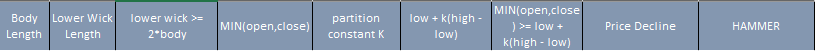 Body Length
Lower Wick Length
lower wick >= 2*body
MIN(open,close)
partition constant K
low + k(high - low)
MIN(open,close) >= low + k(high - low)
Price Decline
HAMMER